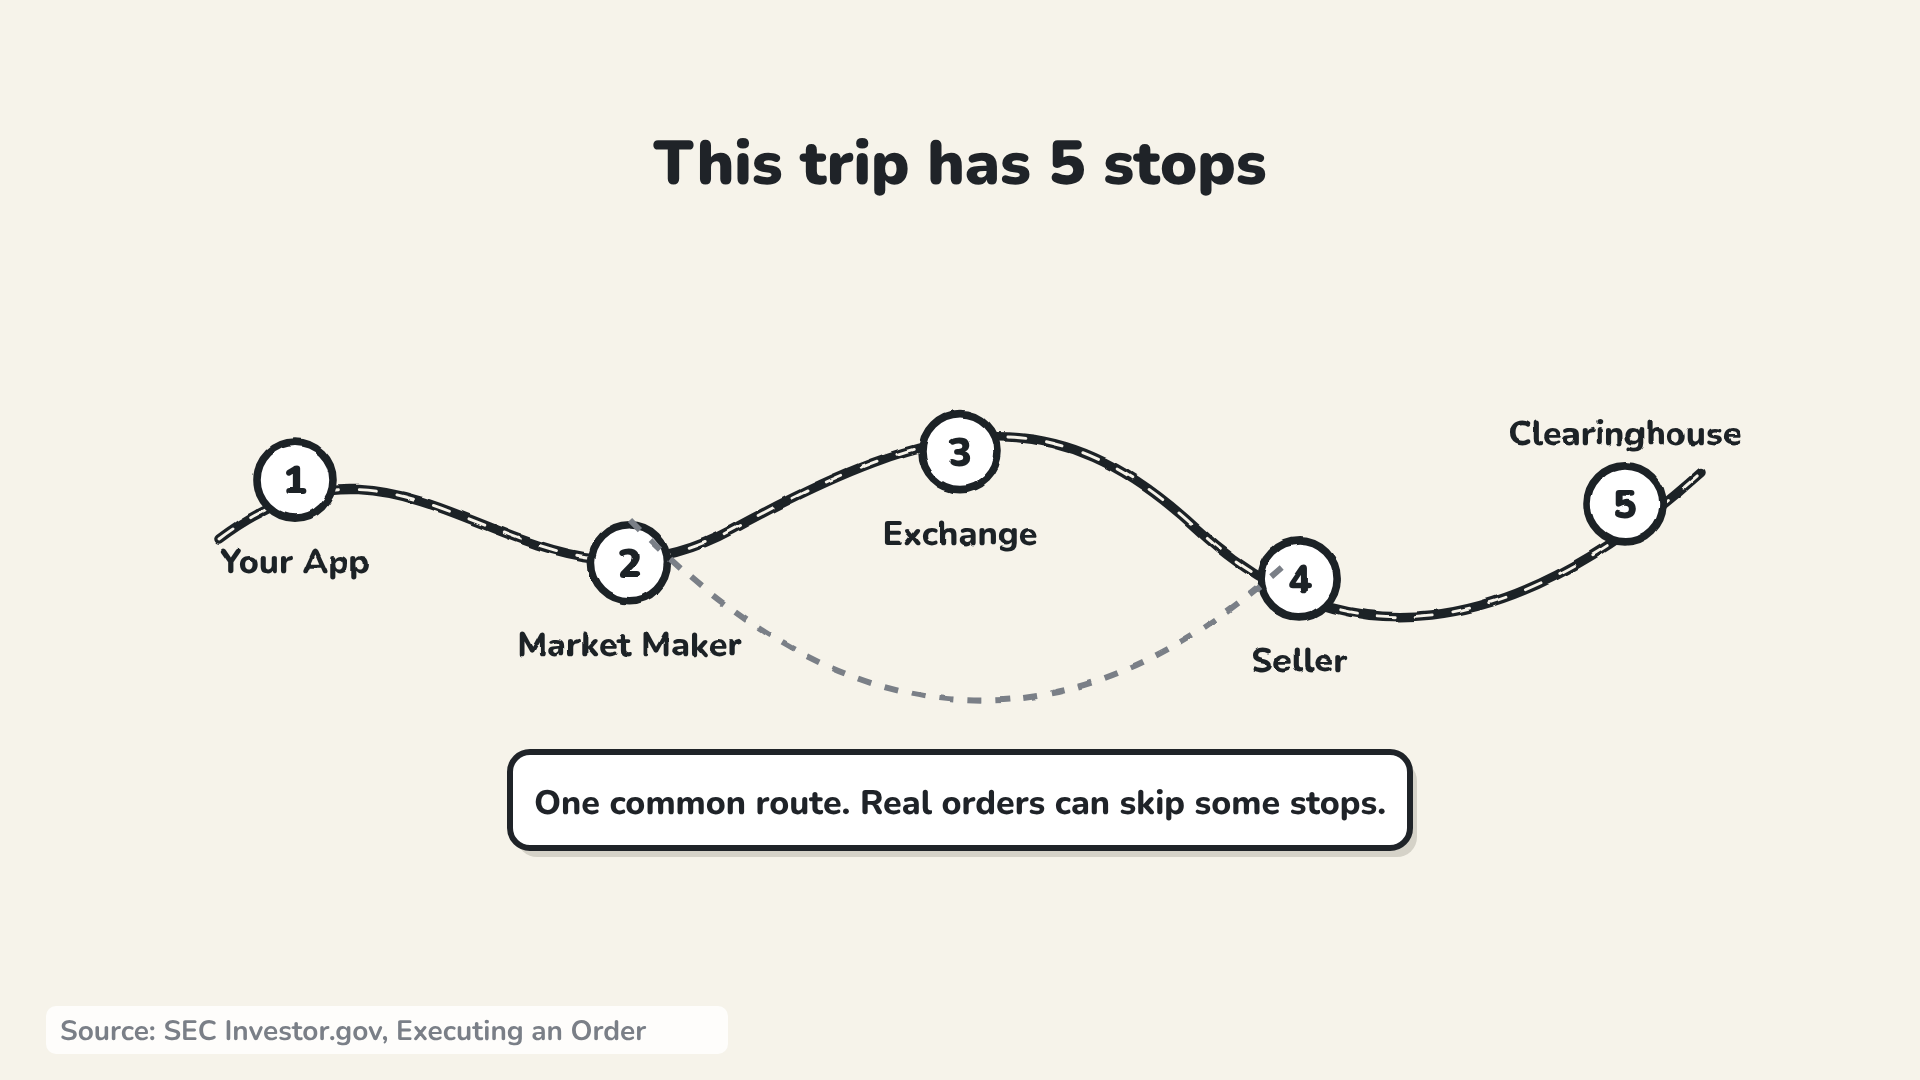 This trip has 5 stops
1
Your App
2
Market Maker
3
Exchange
4
Seller
Clearinghouse
5
One common route. Real orders can skip some stops.
Source: SEC Investor.gov, Executing an Order